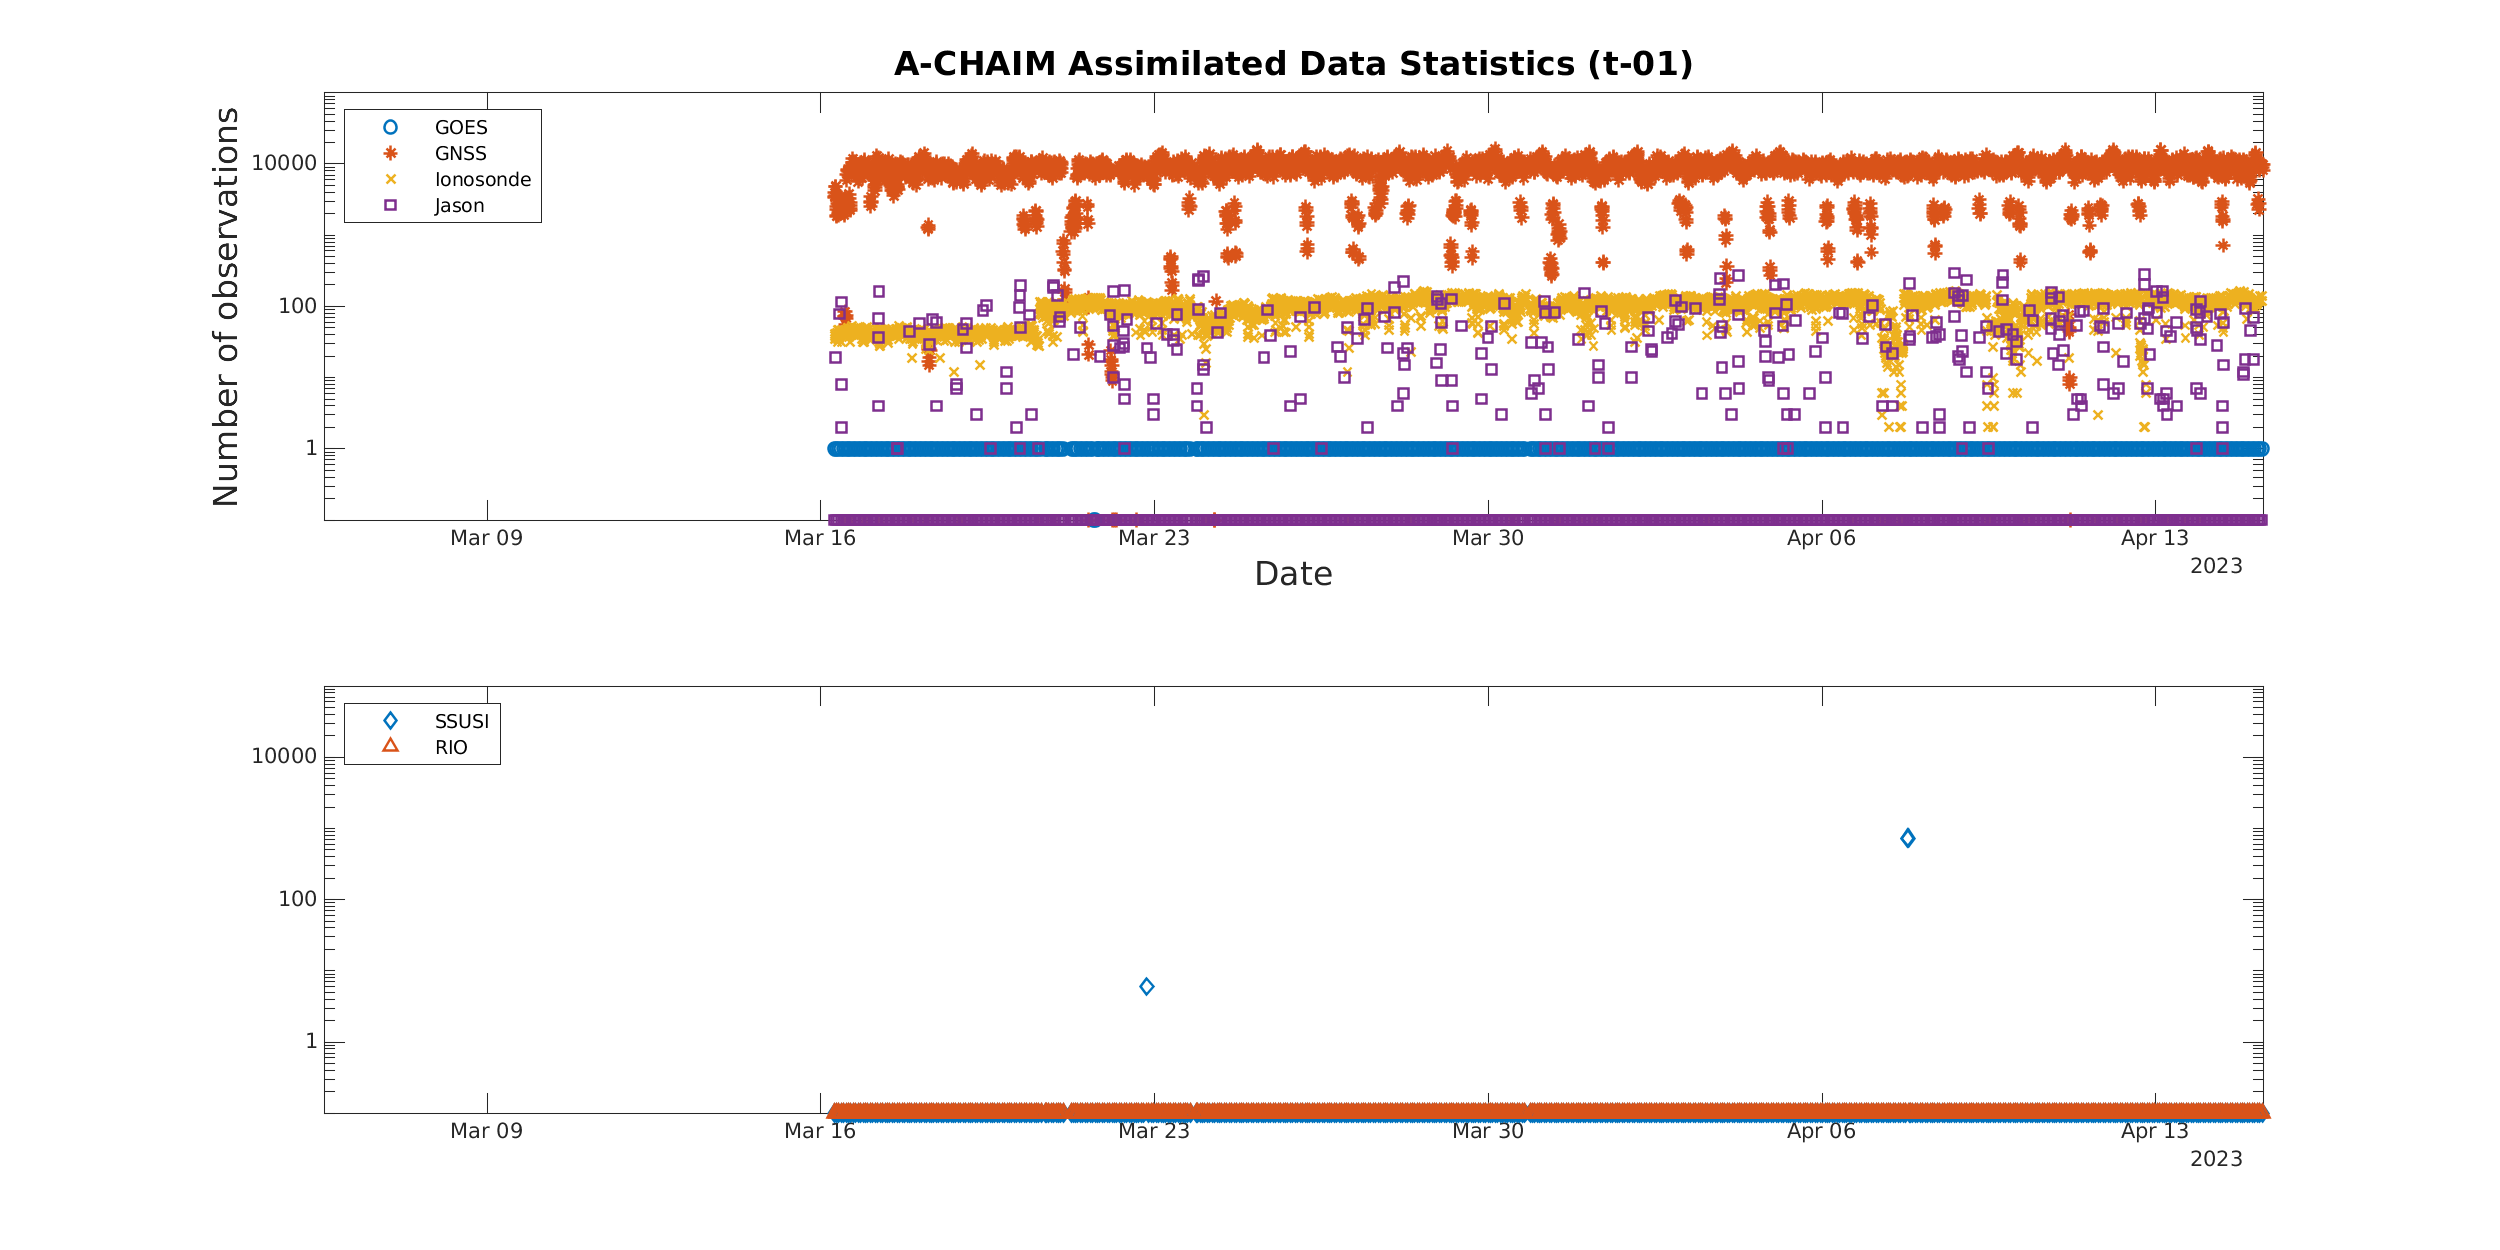 A-CHAIM Assimilated Data Statistics (t-01)
Number of observations
10000
100
1
GOES
GNSS
Ionosonde
Jason
Mar 09 Mar 16 Mar 23 Mar 30 Apr 06 Apr 13
2023
Date
10000
100
1
SSUSI
RIO
Mar 09 Mar 16 Mar 23 Mar 30 Apr 06 Apr 13
2023